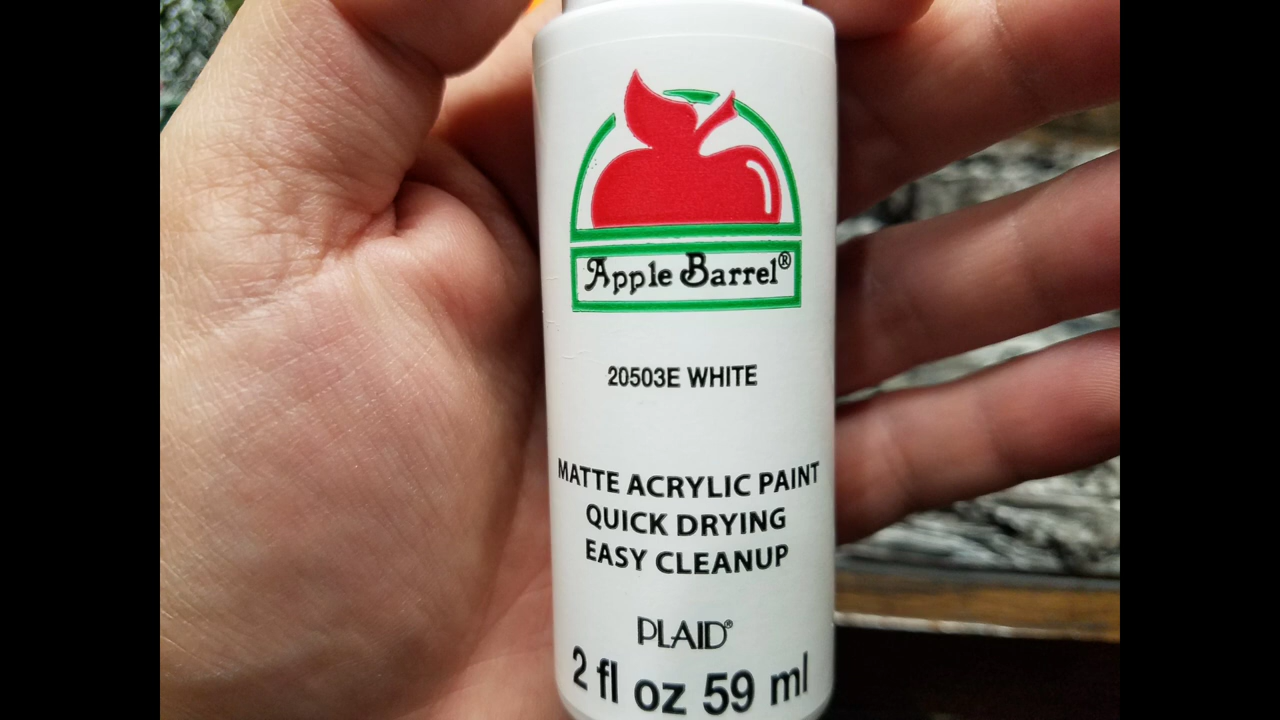 Apple Barrel®
20503E WHITE
MATTE ACRYLIC PAINT
QUICK DRYING
EASY CLEANUP
PLAID®
2 fl oz 59 ml